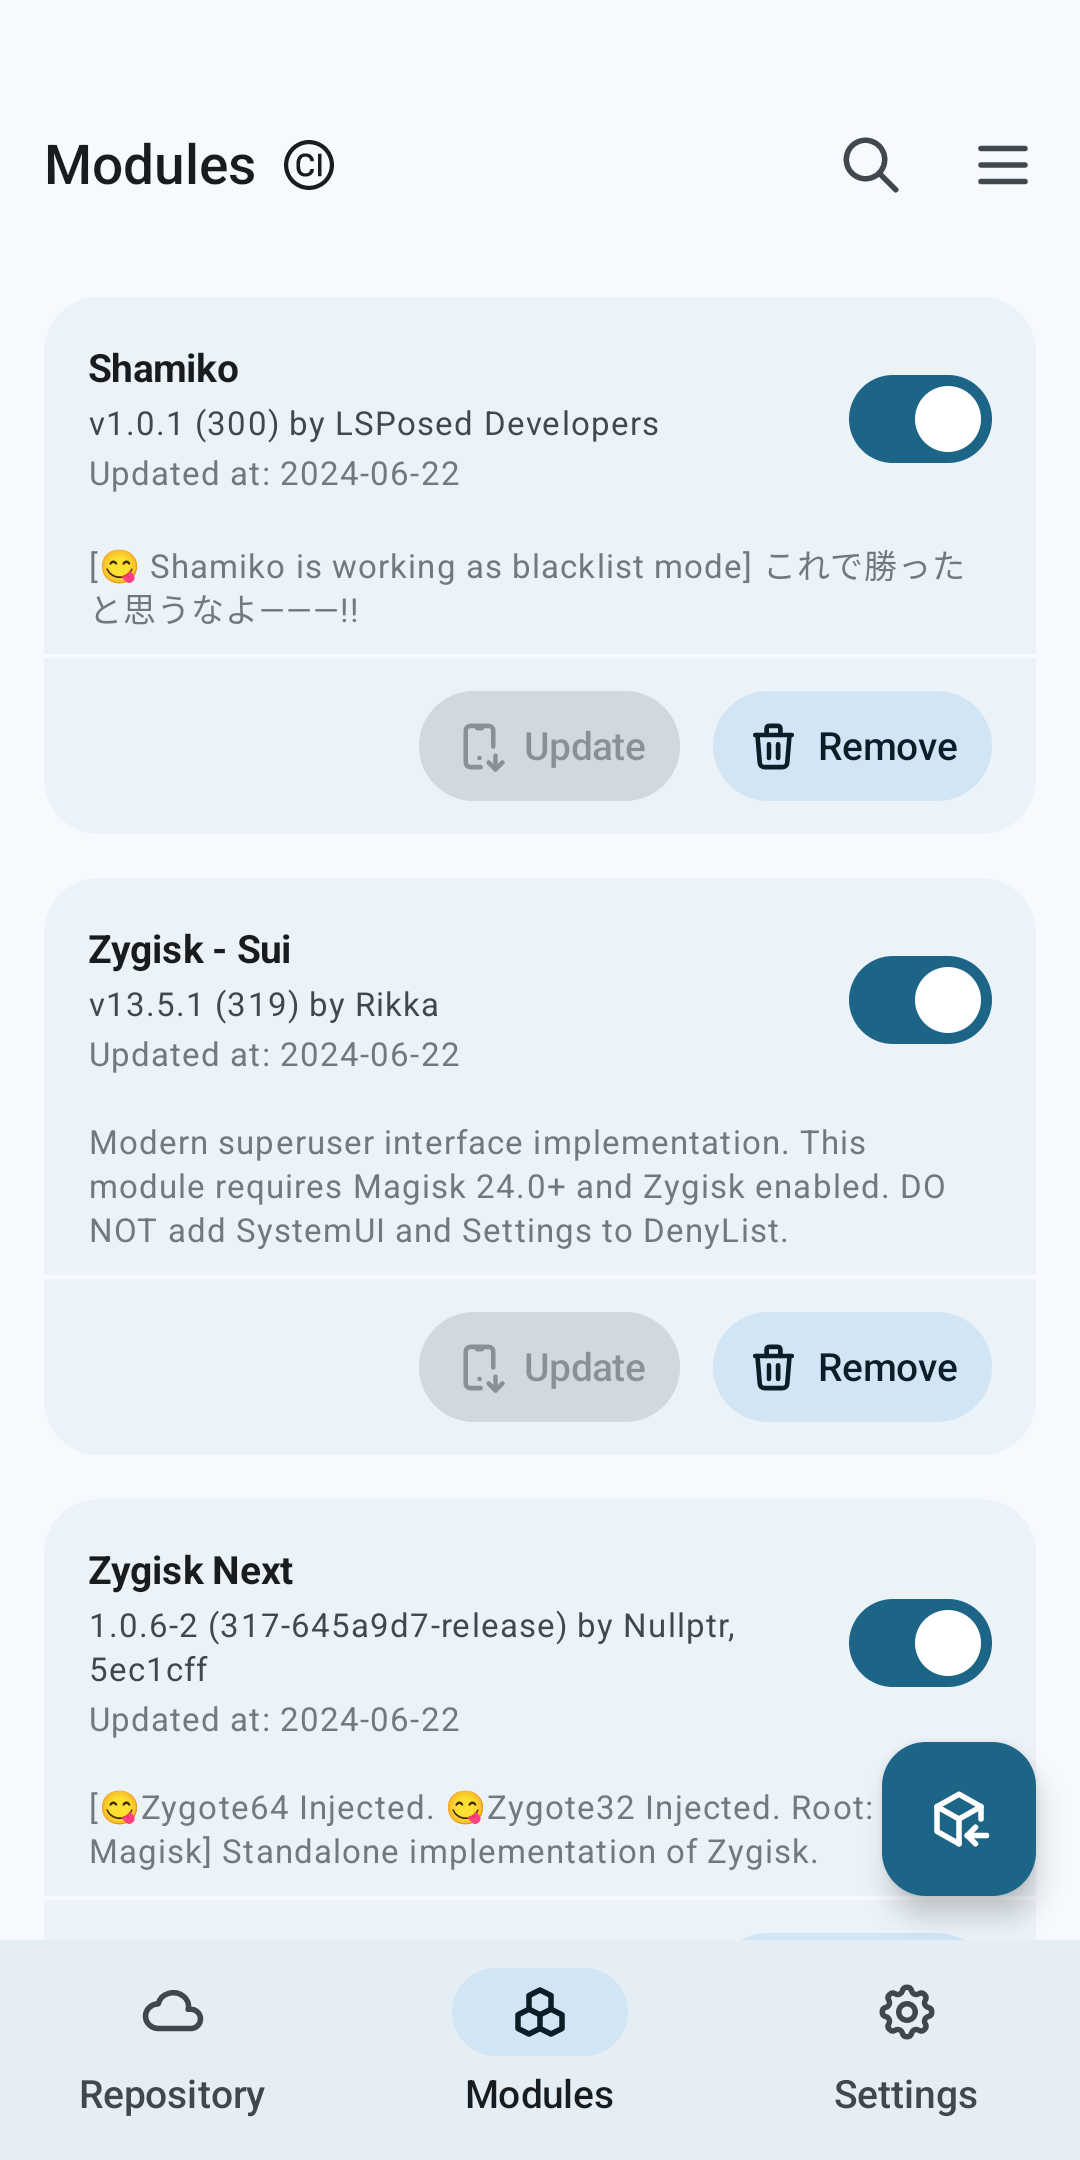 Modules CI
Shamiko
v1.0.1 (300) by LSPosed Developers
Updated at: 2024-06-22
[😋 Shamiko is working as blacklist mode] これで勝った
と思うなよ―――!!
Update Remove
Zygisk - Sui
v13.5.1 (319) by Rikka
Updated at: 2024-06-22
Modern superuser interface implementation. This
module requires Magisk 24.0+ and Zygisk enabled. DO
NOT add SystemUI and Settings to DenyList.
Update Remove
Zygisk Next
1.0.6-2 (317-645a9d7-release) by Nullptr,
5ec1cff
Updated at: 2024-06-22
[😋Zygote64 Injected. 😋Zygote32 Injected. Root:
Magisk] Standalone implementation of Zygisk.
Repository Modules Settings